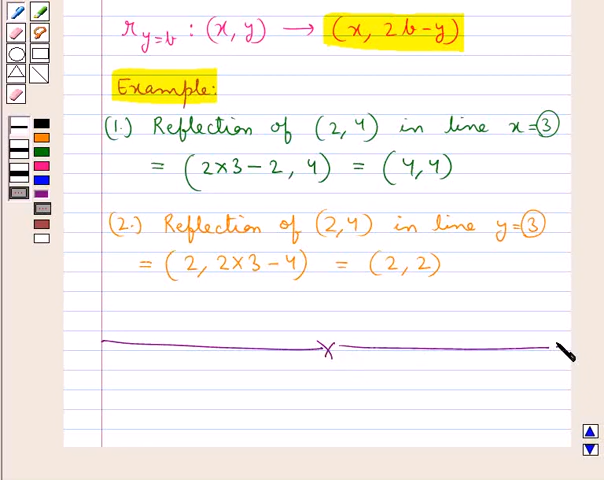 r y=b : (x, y) → (x, 2b-y)
Example:
(1.) Reflection of (2,4) in line x=3
= (2×3-2, 4) = (4,4)
(2.) Reflection of (2,4) in line y=3
= (2, 2×3-4) = (2,2)